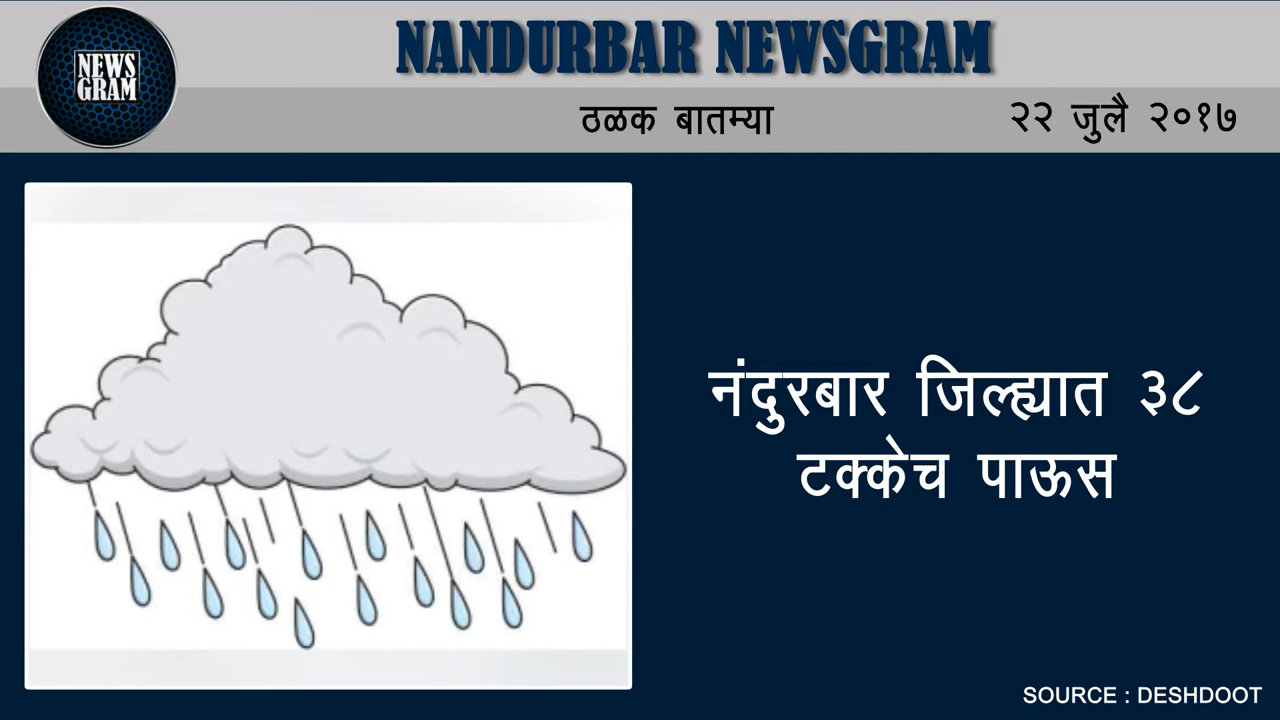 NEWS
GRAM
NANDURBAR NEWSGRAM
ठळक बातम्या
२२ जुलै २०१७
नंदुरबार जिल्ह्यात ३८
टक्केच पाऊस
SOURCE : DESHDOOT